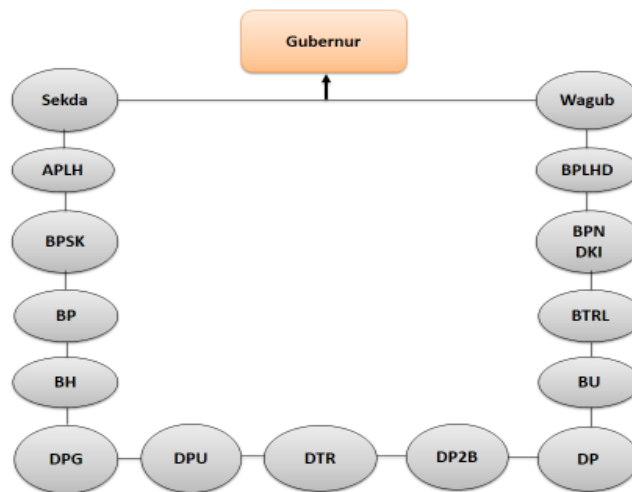 Gubernur
Sekda
Wagub
APLH
BPLHD
BPSK
BPN
DKI
BP
BTRL
BH
BU
DPG
DPU
DTR
DP2B
DP